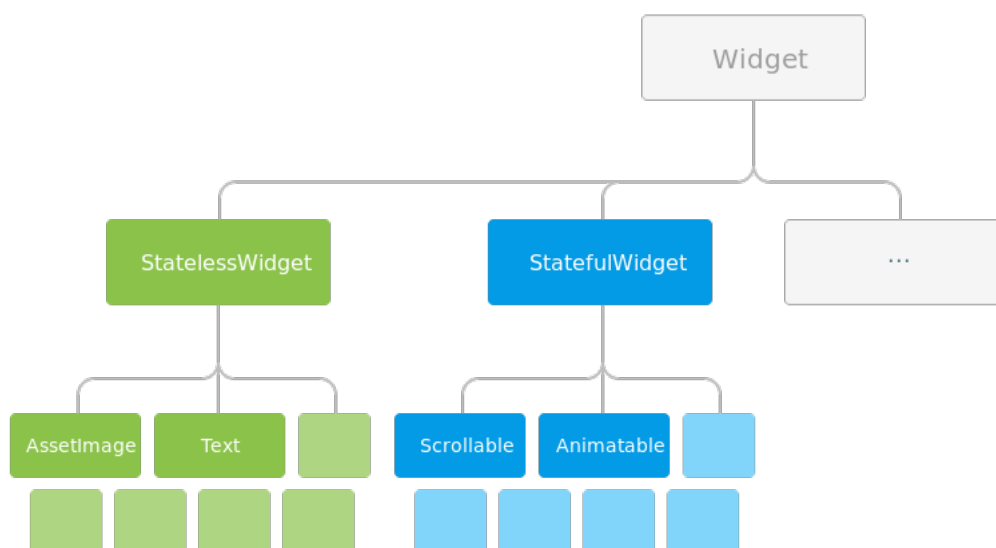 Widget
StatelessWidget
StatefulWidget
...
AssetImage
Text
Scrollable
Animatable